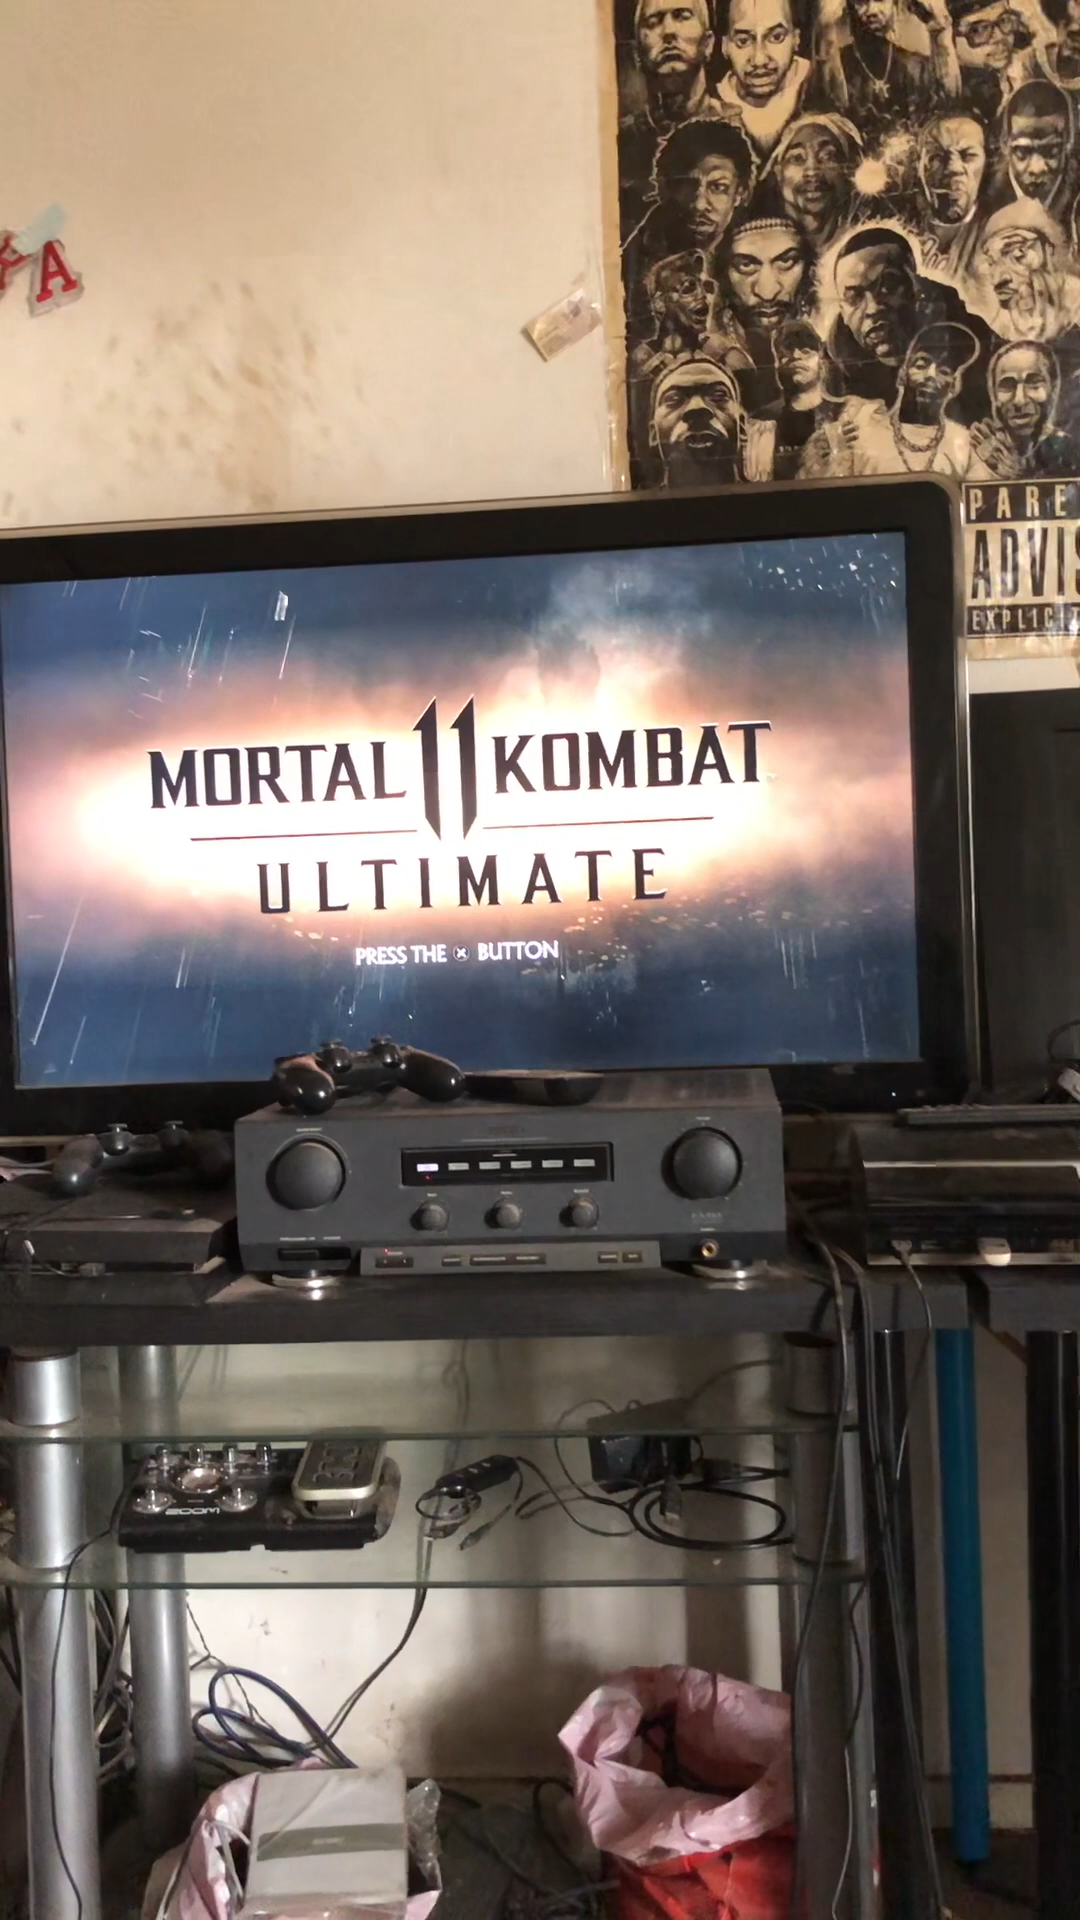 A
PARE
ADVIS
EXPLICIT
MORTAL 11 KOMBAT
ULTIMATE
PRESS THE ⓧ BUTTON
ZOOM